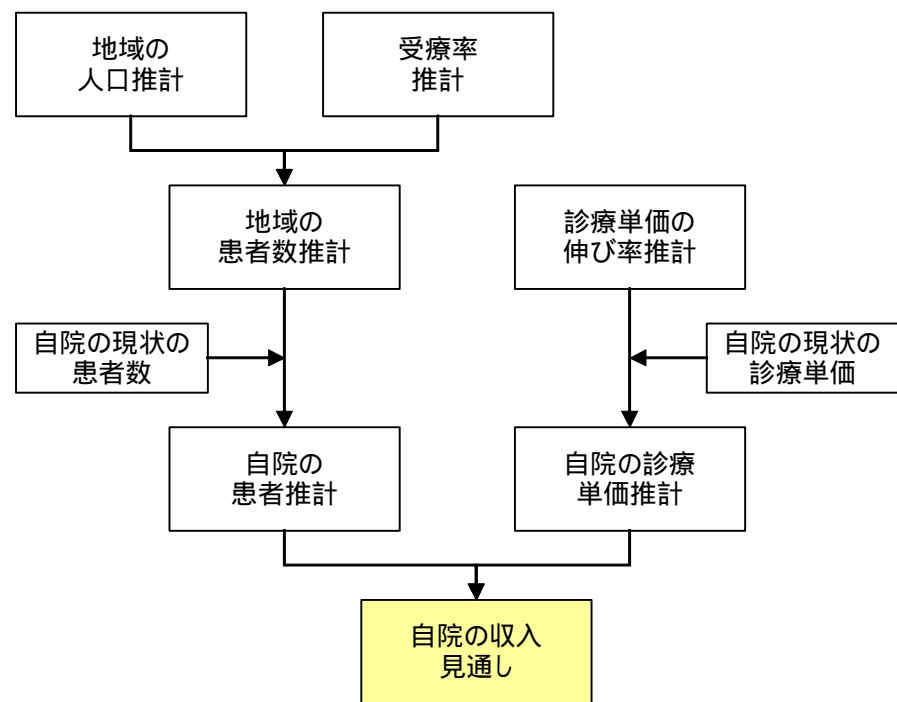 地域の
人口推計
受療率
推計
地域の
患者数推計
診療単価の
伸び率推計
自院の現状の
患者数
自院の現状の
診療単価
自院の
患者推計
自院の診療
単価推計
自院の収入
見通し